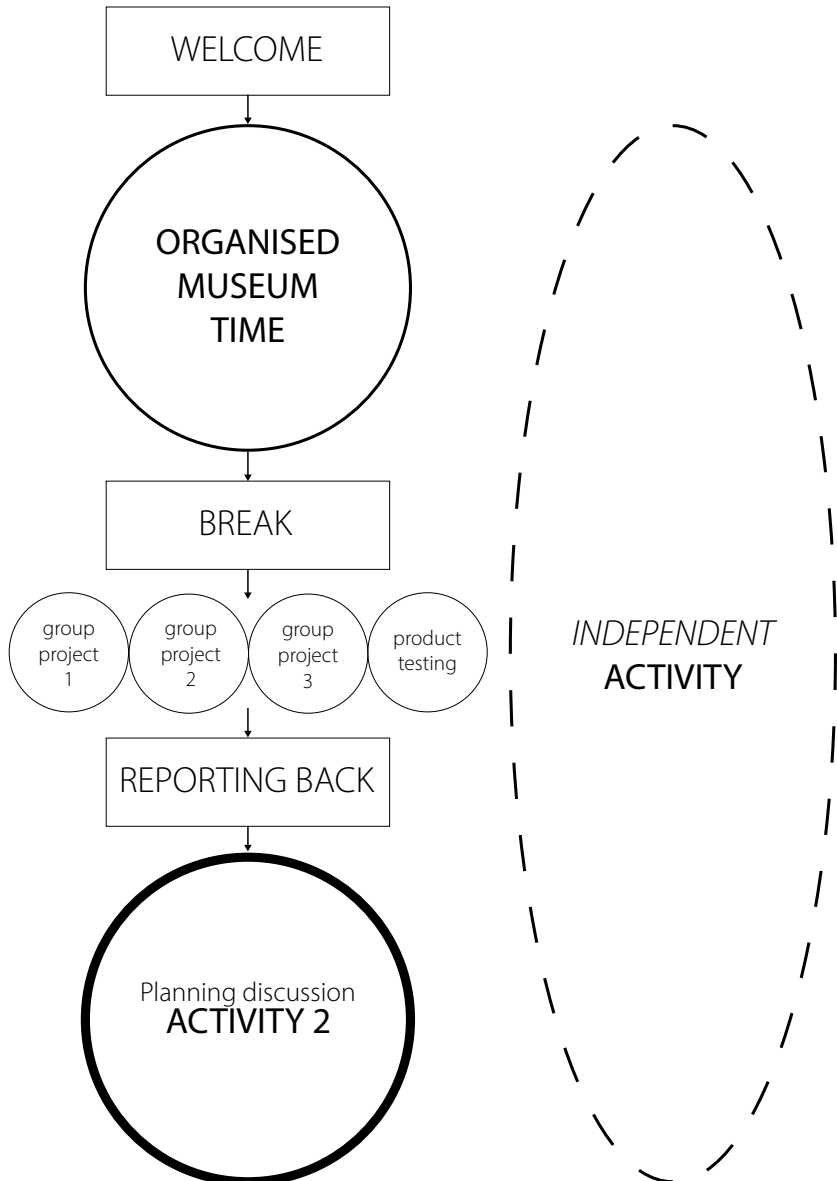 WELCOME
ORGANISED
MUSEUM
TIME
BREAK
group
project
1
group
project
2
group
project
3
product
testing
INDEPENDENT
ACTIVITY
REPORTING BACK
Planning discussion
ACTIVITY 2